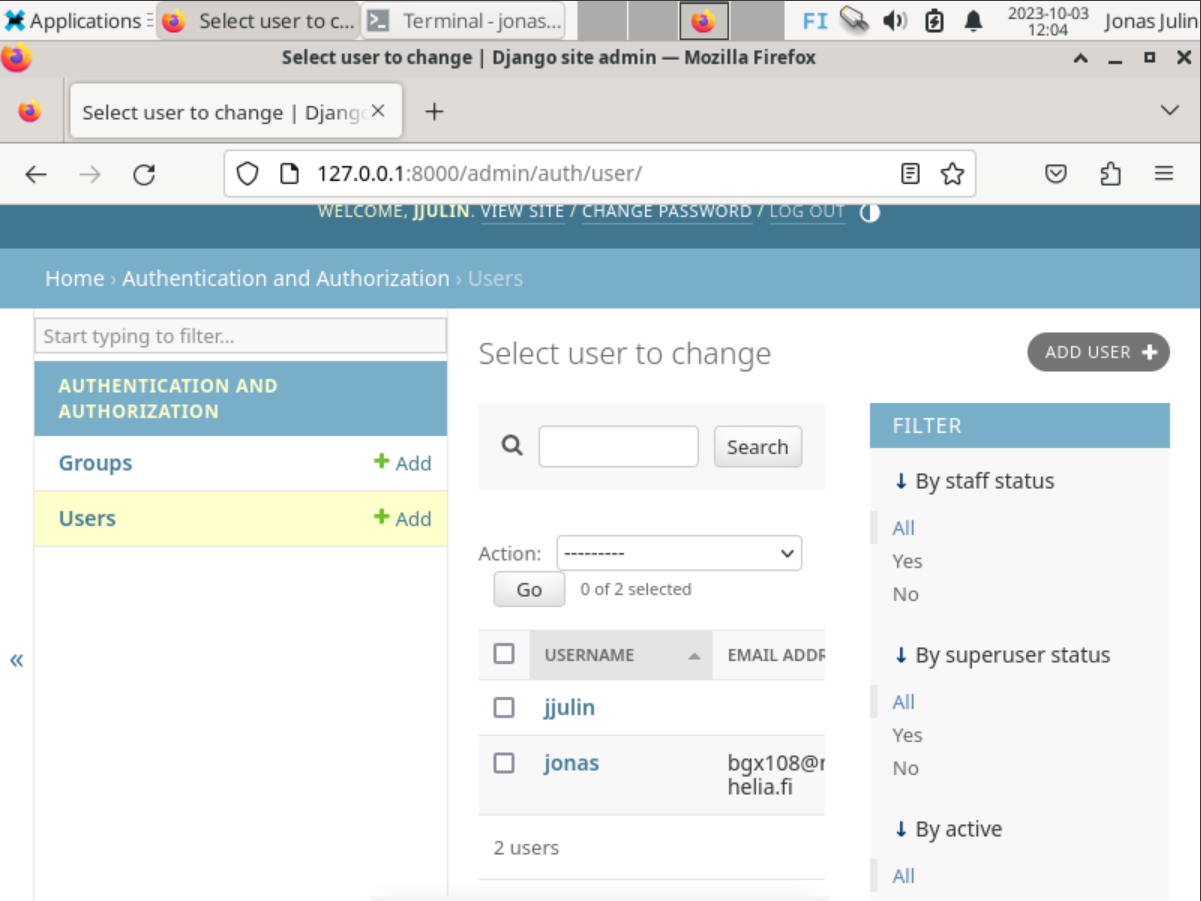 Applications
Select user to c...
Terminal - jonas...
FI
2023-10-03
12:04
Jonas Julin
Select user to change | Django site admin — Mozilla Firefox
Select user to change | Djang
127.0.0.1:8000/admin/auth/user/
WELCOME, JJULIN. VIEW SITE / CHANGE PASSWORD / LOG OUT
Home › Authentication and Authorization › Users
Start typing to filter...
AUTHENTICATION AND
AUTHORIZATION
Groups
Add
Users
Add
«
Select user to change
ADD USER
Search
Action: ---------
Go
0 of 2 selected
USERNAME
EMAIL ADDR
jjulin
jonas
bgx108@
helia.fi
2 users
FILTER
↓ By staff status
All
Yes
No
↓ By superuser status
All
Yes
No
↓ By active
All